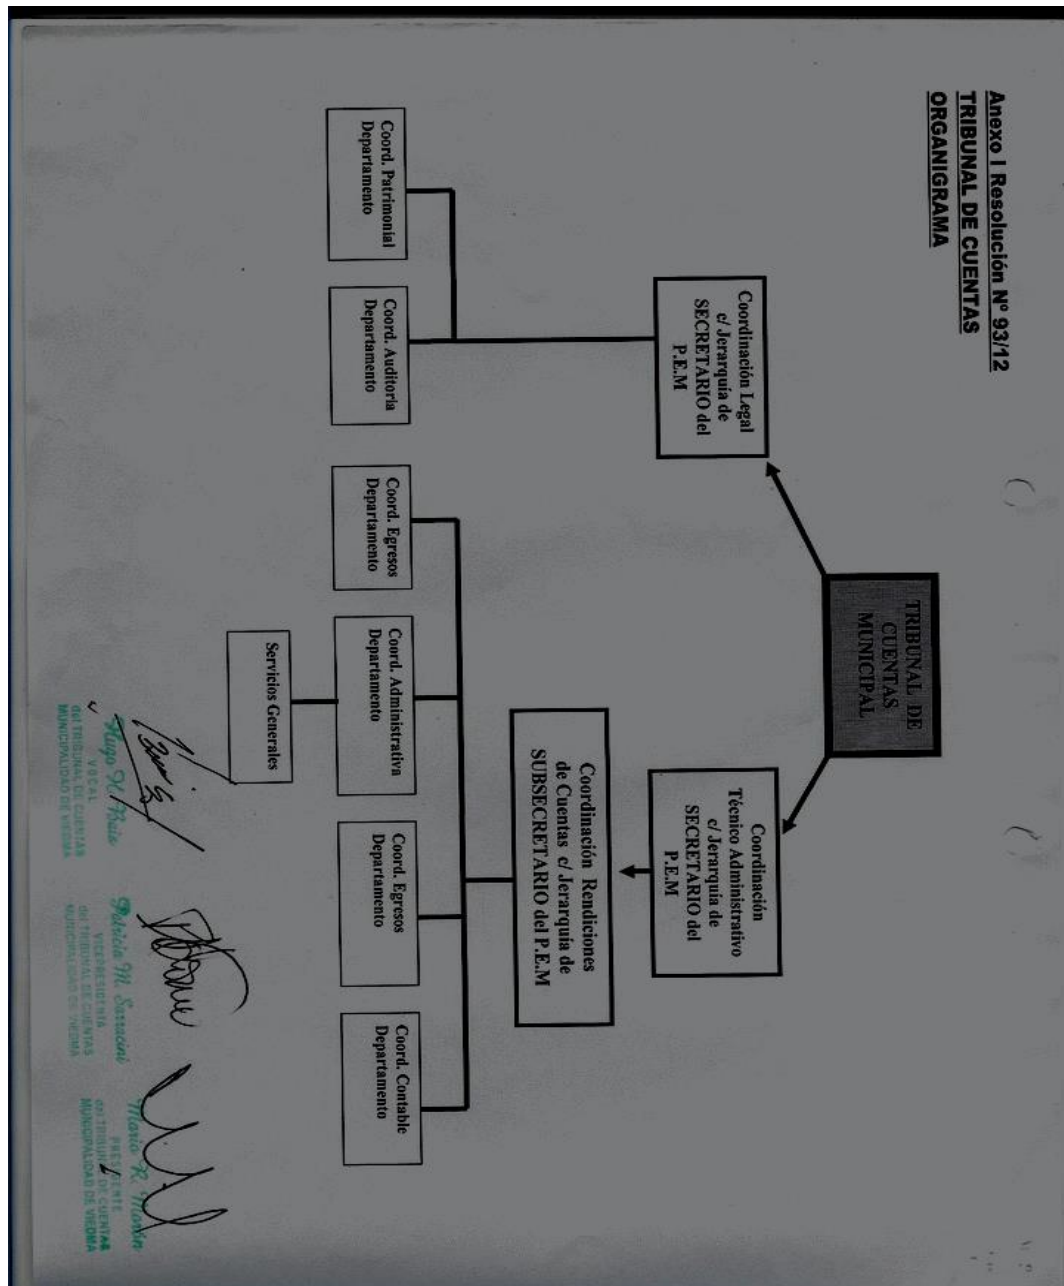 Anexo I Resolución Nº 93/12
TRIBUNAL DE CUENTAS
ORGANIGRAMA
TRIBUNAL DE
CUENTAS
MUNICIPAL
Coordinación Legal
c/ Jerarquía de
SECRETARIO del
P.E.M
Coordinación
Técnico Administrativo
c/ Jerarquía de
SECRETARIO del
P.E.M
Coordinación Rendiciones
de Cuentas c/ Jerarquía de
SUBSECRETARIO del P.E.M
Coord. Patrimonial
Departamento
Coord. Auditoria
Departamento
Coord. Egresos
Departamento
Coord. Administrativa
Departamento
Coord. Egresos
Departamento
Coord. Contable
Departamento
Servicios Generales
Hugo
VOCAL
del TRIBUNAL DE CUENTAS
MUNICIPALIDAD DE VIEDMA
Patricia M. Sarracini
VICEPRESIDENTA
del TRIBUNAL DE CUENTAS
MUNICIPALIDAD DE VIEDMA
Mario R.
PRESIDENTE
del TRIBUNAL DE CUENTAS
MUNICIPALIDAD DE VIEDMA